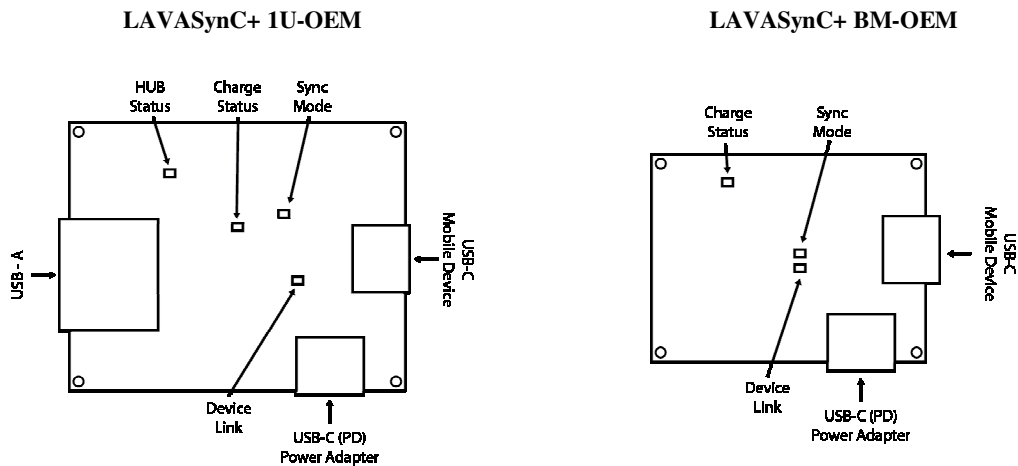 LAVASynC+ 1U-OEM
LAVASynC+ BM-OEM
HUB
Status
Charge
Status
Sync
Mode
USB - A
USB-C
Mobile Device
Device
Link
USB-C (PD)
Power Adapter
Charge
Status
Sync
Mode
USB-C
Mobile Device
Device
Link
USB-C (PD)
Power Adapter